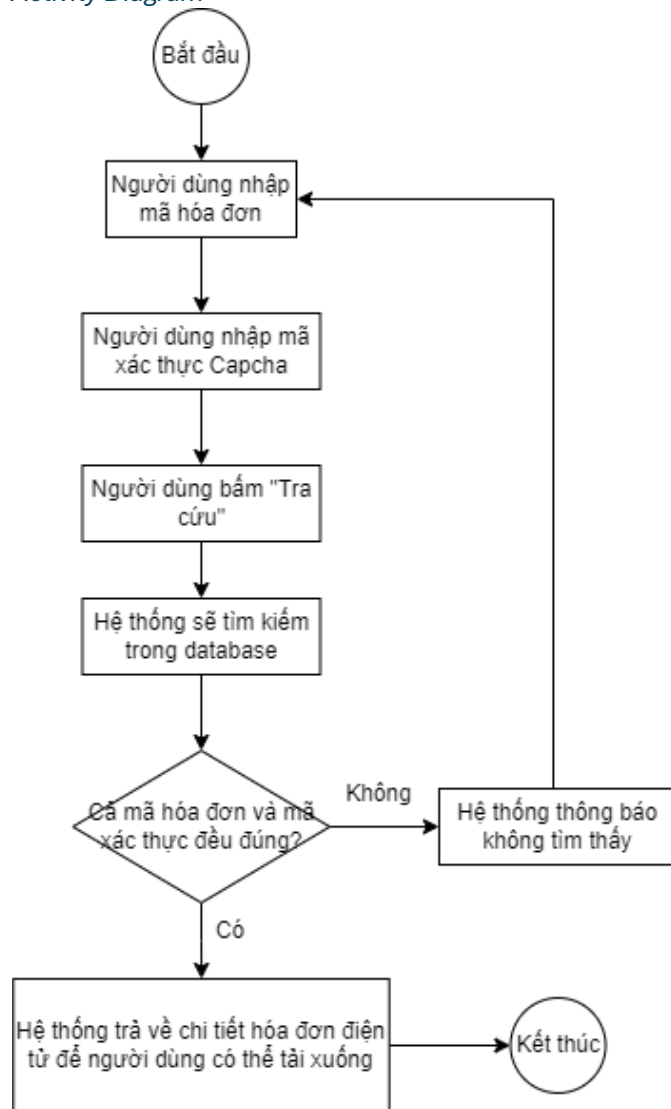 Activity Diagram
Bắt đầu
Người dùng nhập
mã hóa đơn
Người dùng nhập mã
xác thực Capcha
Người dùng bấm "Tra
cứu"
Hệ thống sẽ tìm kiếm
trong database
Cả mã hóa đơn và mã
xác thực đều đúng?
Không
Hệ thống thông báo
không tìm thấy
Có
Hệ thống trả về chi tiết hóa đơn điện
tử để người dùng có thể tải xuống
Kết thúc